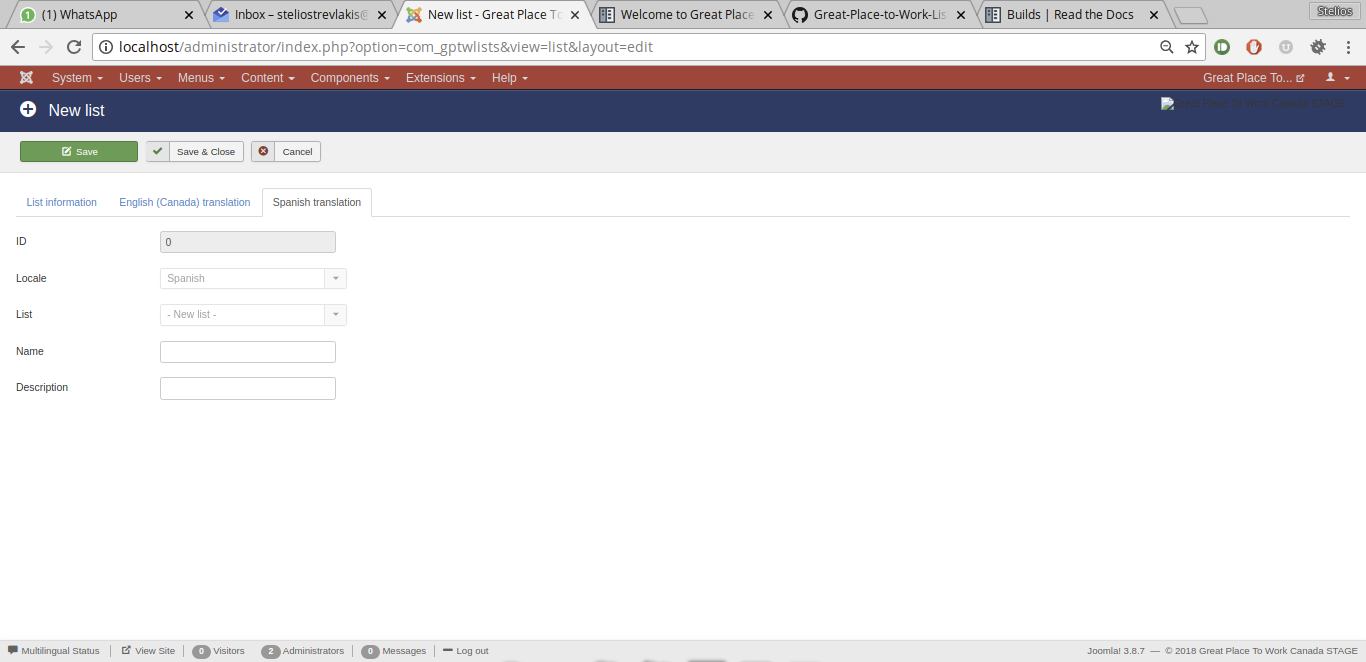 (1) WhatsApp
Inbox – steliostrevlakis@
New list - Great Place To
Welcome to Great Place
Great-Place-to-Work-Lis
Builds | Read the Docs
Stelios
localhost/administrator/index.php?option=com_gptwlists&view=list&layout=edit
System Users Menus Content Components Extensions Help Great Place To...
New list
Great Place To Work Canada STAGE
Save Save & Close Cancel
List information English (Canada) translation Spanish translation
ID 0
Locale Spanish
List - New list -
Name
Description
Multilingual Status View Site 0 Visitors 2 Administrators 0 Messages Log out Joomla! 3.8.7 — © 2018 Great Place To Work Canada STAGE